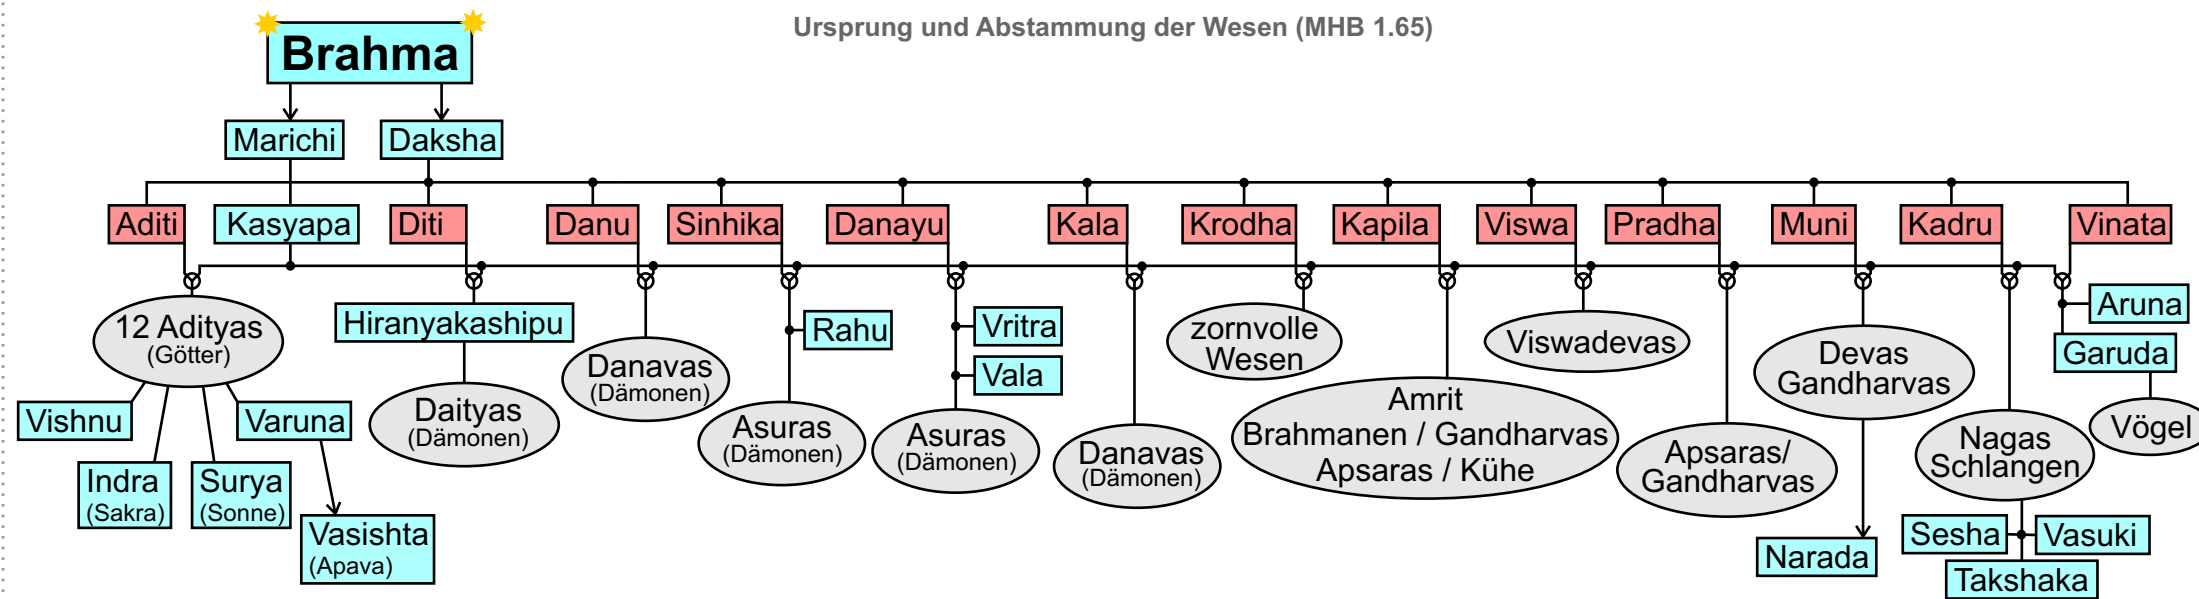 Ursprung und Abstammung der Wesen (MHB 1.65)
Brahma
Marichi
Daksha
Aditi
Kasyapa
Diti
Danu
Sinhika
Danayu
Kala
Krodha
Kapila
Viswa
Pradha
Muni
Kadru
Vinata
12 Adityas
(Götter)
Vishnu
Indra
(Sakra)
Surya
(Sonne)
Varuna
Vasishta
(Apava)
Hiranyakashipu
Daityas
(Dämonen)
Danavas
(Dämonen)
Rahu
Asuras
(Dämonen)
Vritra
Vala
Asuras
(Dämonen)
Danavas
(Dämonen)
zornvolle
Wesen
Amrit
Brahmanen / Gandharvas
Apsaras / Kühe
Viswadevas
Apsaras/
Gandharvas
Devas
Gandharvas
Narada
Nagas
Schlangen
Sesha
Vasuki
Takshaka
Aruna
Garuda
Vögel